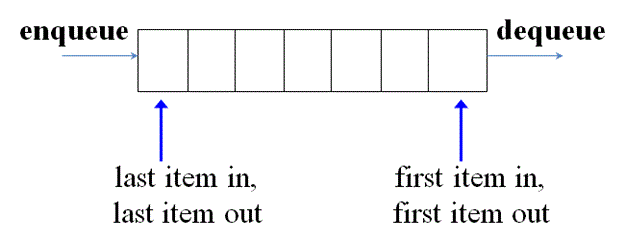 enqueue
dequeue
last item in,
last item out
first item in,
first item out